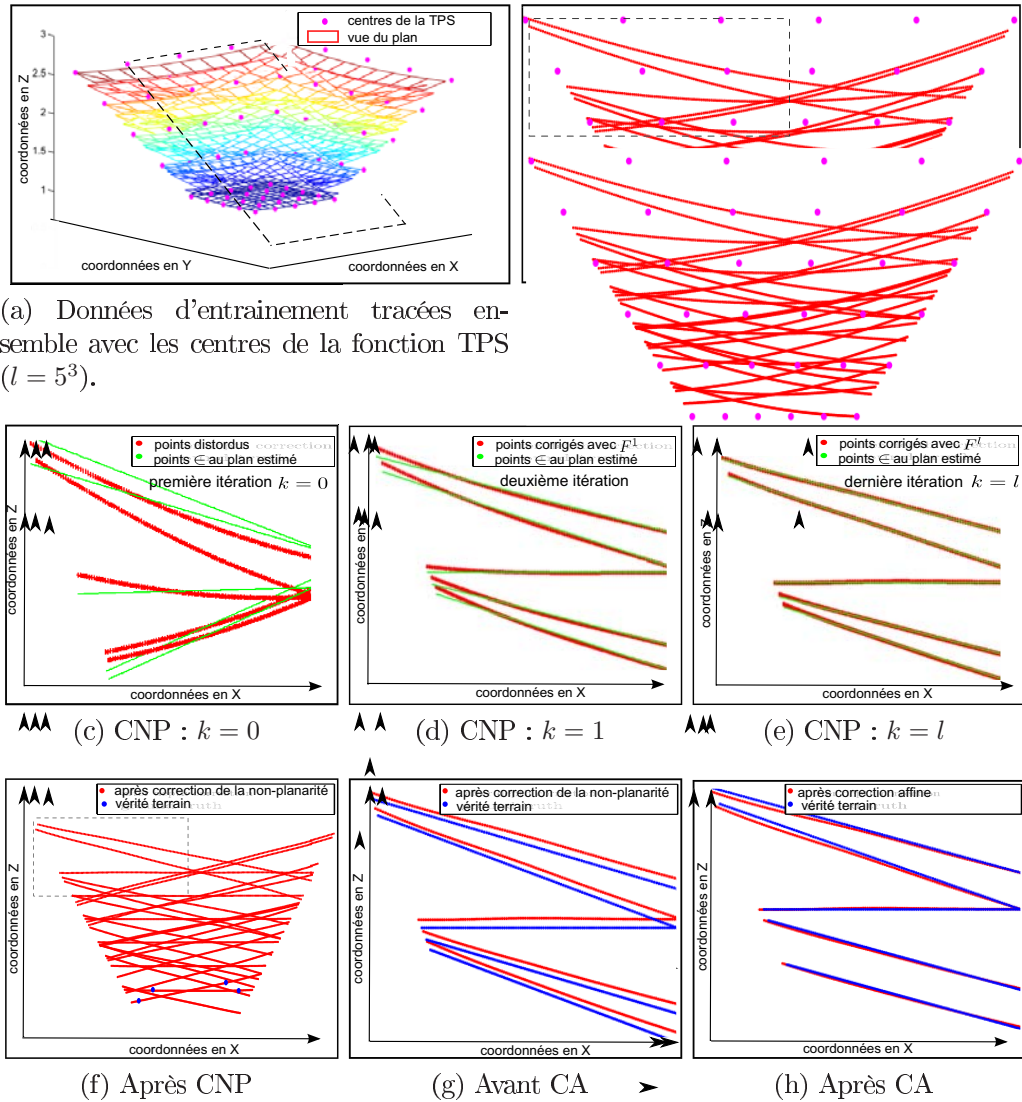 centres de la TPS
vue du plan
coordonnées en Z
3
2.5
2
1.5
1
coordonnées en Y
coordonnées en X
(a) Données d'entrainement tracées en-
semble avec les centres de la fonction TPS
(l = 5³).
points distordus
points ∈ au plan estimé
première itération k = 0
coordonnées en Z
coordonnées en X
(c) CNP : k = 0
points corrigés avec F¹
points ∈ au plan estimé
deuxième itération
coordonnées en Z
coordonnées en X
(d) CNP : k = 1
points corrigés avec Fˡ
points ∈ au plan estimé
dernière itération k = l
coordonnées en Z
coordonnées en X
(e) CNP : k = l
après correction de la non-planarité
vérité terrain
coordonnées en Z
coordonnées en X
(f) Après CNP
après correction de la non-planarité
vérité terrain
coordonnées en Z
coordonnées en X
(g) Avant CA
après correction affine
vérité terrain
coordonnées en Z
coordonnées en X
(h) Après CA